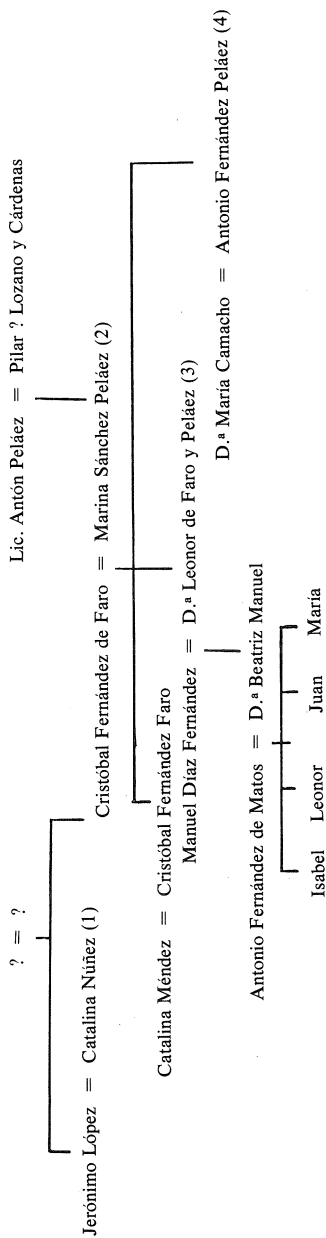 Lic. Antón Peláez = Pilar ? Lozano y Cárdenas
? = ?
Cristóbal Fernández de Faro = Marina Sánchez Peláez (2)
Jerónimo López = Catalina Núñez (1)
D.ª María Camacho = Antonio Fernández Peláez (4)
Catalina Méndez = Cristóbal Fernández Faro
Manuel Díaz Fernández = D.ª Leonor de Faro y Peláez (3)
Antonio Fernández de Matos = D.ª Beatriz Manuel
Isabel Leonor Juan María